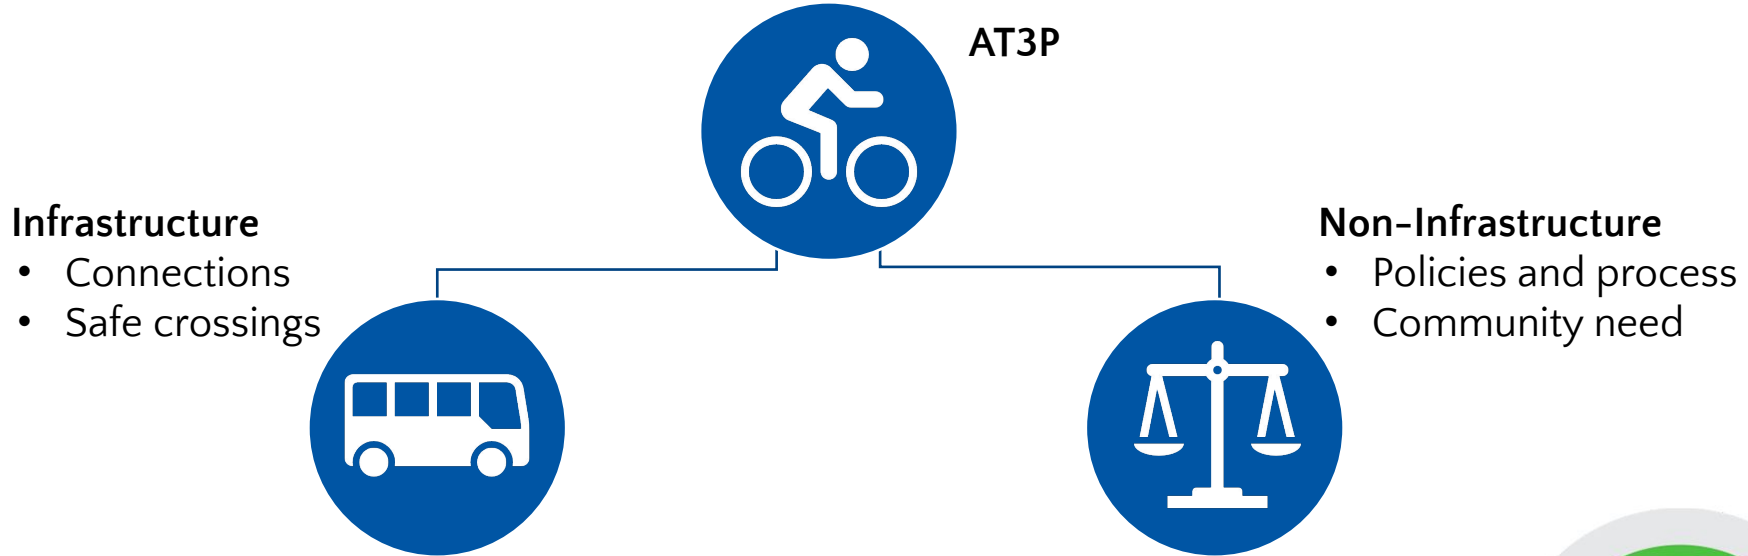 AT3P
Infrastructure
• Connections
• Safe crossings
Non-Infrastructure
• Policies and process
• Community need